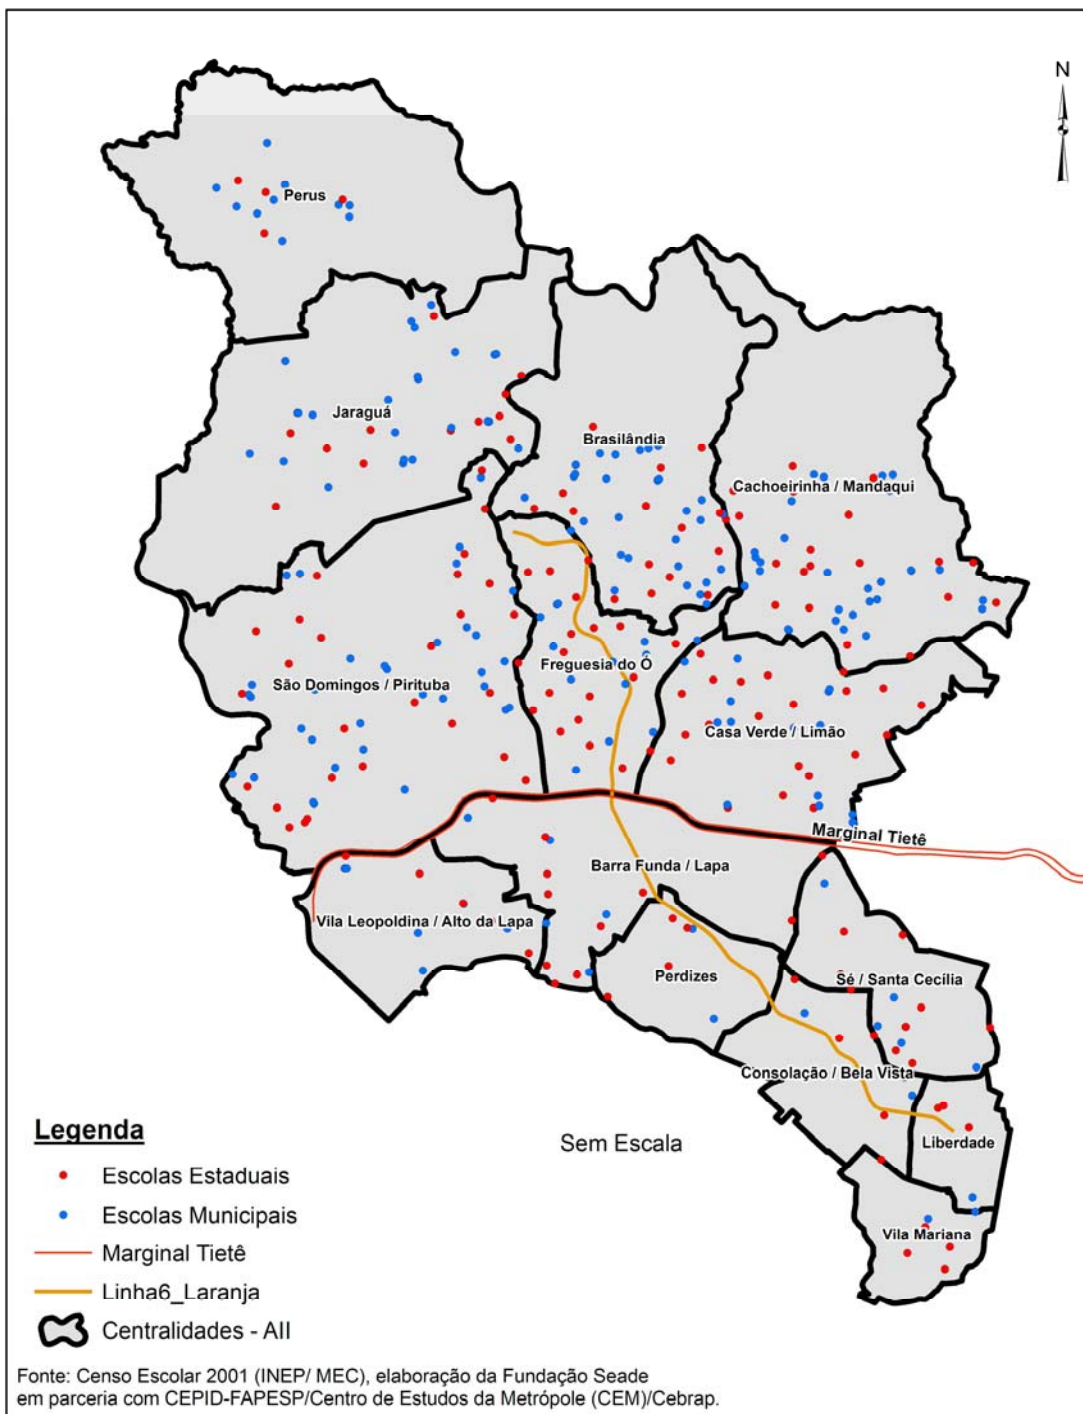 N
Perus
Jaraguá
Brasilândia
Cachoeirinha / Mandaqui
Freguesia do Ó
São Domingos / Pirituba
Casa Verde / Limão
Marginal Tietê
Barra Funda / Lapa
Vila Leopoldina / Alto da Lapa
Perdizes
Sé / Santa Cecília
Consolação / Bela Vista
Liberdade
Vila Mariana
Sem Escala
Legenda
Escolas Estaduais
Escolas Municipais
Marginal Tietê
Linha6_Laranja
Centralidades - AII
Fonte: Censo Escolar 2001 (INEP/ MEC), elaboração da Fundação Seade
em parceria com CEPID-FAPESP/Centro de Estudos da Metrópole (CEM)/Cebrap.